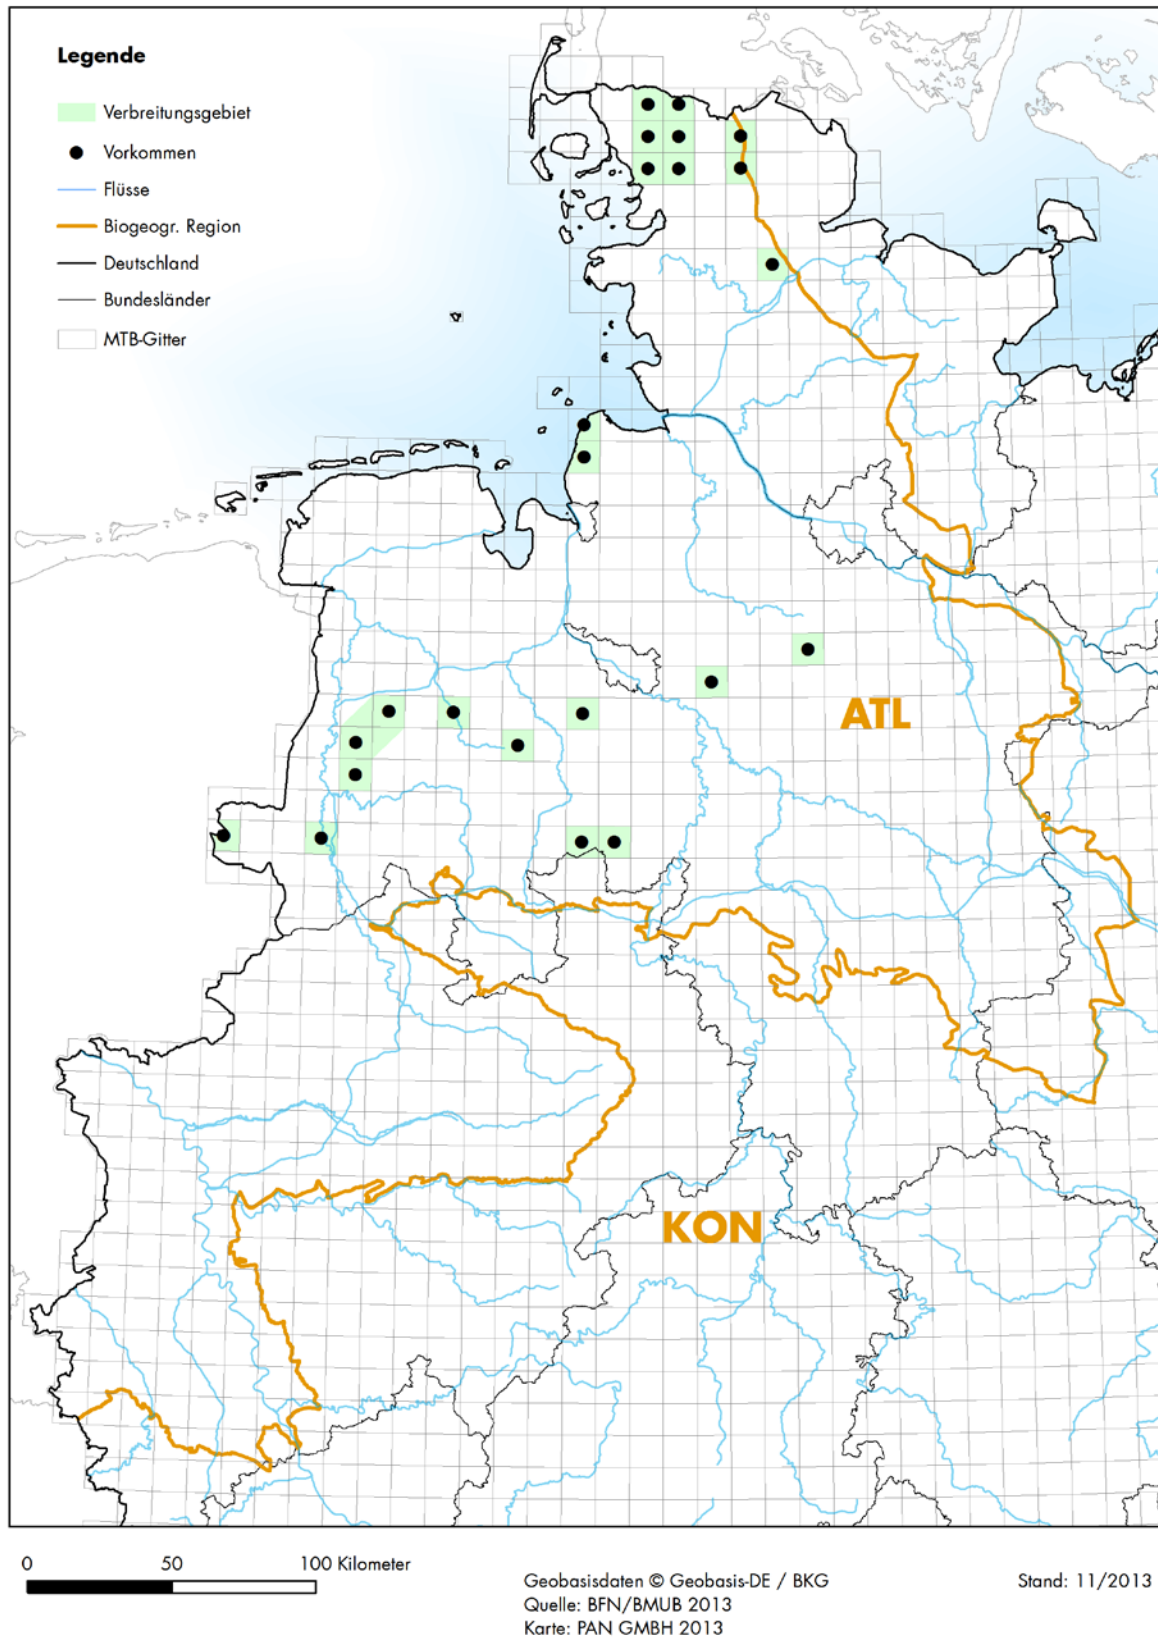 Legende
Verbreitungsgebiet
Vorkommen
Flüsse
Biogeogr. Region
Deutschland
Bundesländer
MTB-Gitter
ATL
KON
0 50 100 Kilometer
Geobasisdaten © Geobasis-DE / BKG
Quelle: BFN/BMUB 2013
Karte: PAN GMBH 2013
Stand: 11/2013